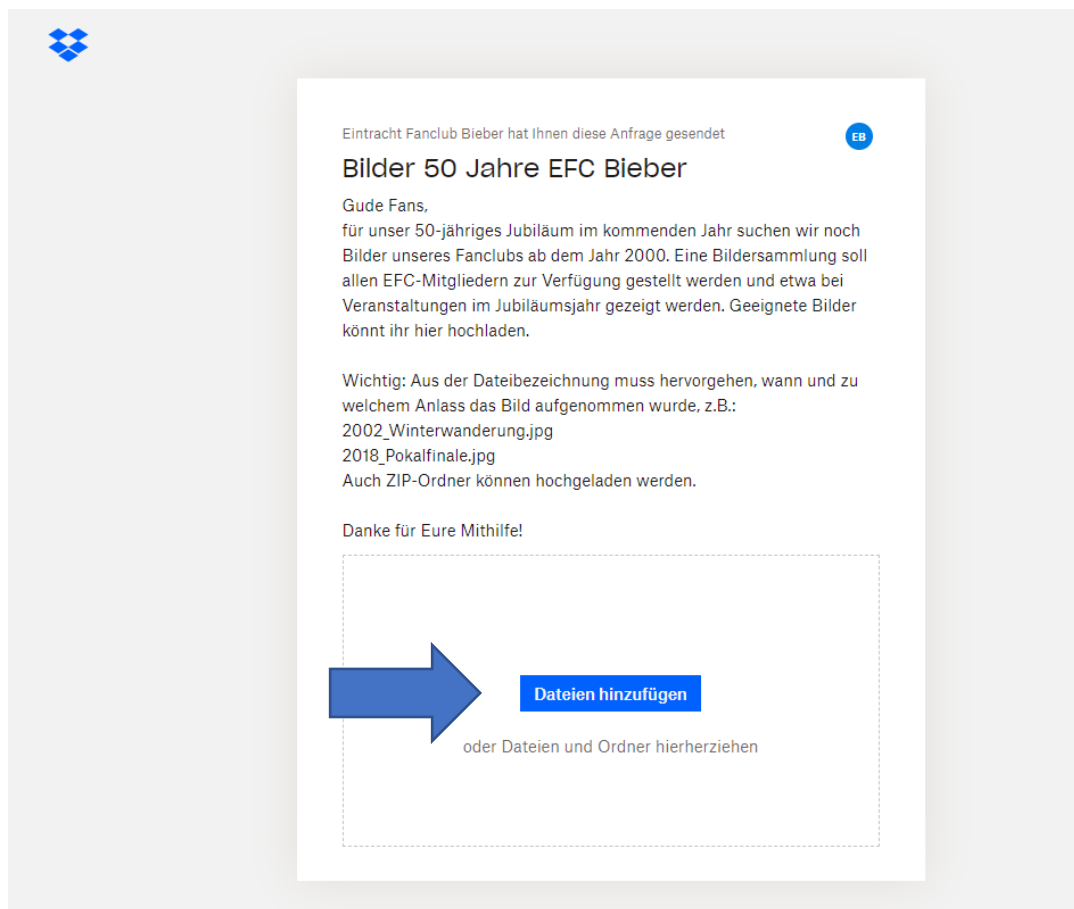 Eintracht Fanclub Bieber hat Ihnen diese Anfrage gesendet
EB
Bilder 50 Jahre EFC Bieber
Gude Fans,
für unser 50-jähriges Jubiläum im kommenden Jahr suchen wir noch
Bilder unseres Fanclubs ab dem Jahr 2000. Eine Bildersammlung soll
allen EFC-Mitgliedern zur Verfügung gestellt werden und etwa bei
Veranstaltungen im Jubiläumsjahr gezeigt werden. Geeignete Bilder
könnt ihr hier hochladen.
Wichtig: Aus der Dateibezeichnung muss hervorgehen, wann und zu
welchem Anlass das Bild aufgenommen wurde, z.B.:
2002_Winterwanderung.jpg
2018_Pokalfinale.jpg
Auch ZIP-Ordner können hochgeladen werden.
Danke für Eure Mithilfe!
Dateien hinzufügen
oder Dateien und Ordner hierherziehen